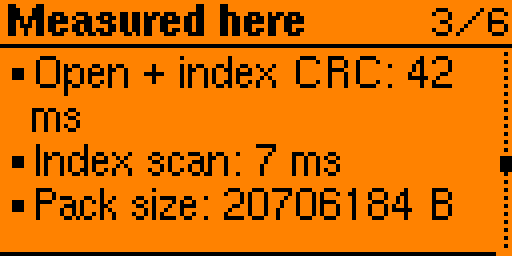 Measured here 3/6
▪Open + index CRC: 42
ms
▪Index scan: 7 ms
▪Pack size: 20706184 B